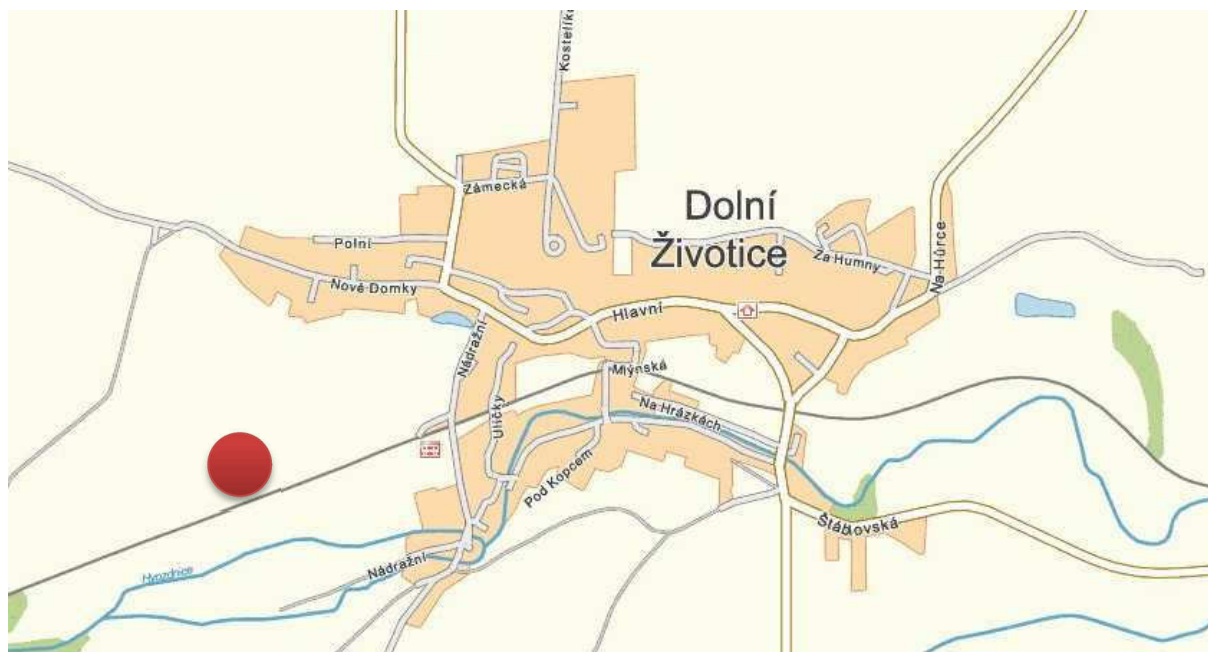 Kostelík
Zámecká
Dolní
Životice
Polní
Za Humny
Na Hůrce
Nové Domky
Hlavní
Nádražní
Mlýnská
Uličky
Na Hrázkách
Pod Kopcem
Nádražní
Hvozdnice